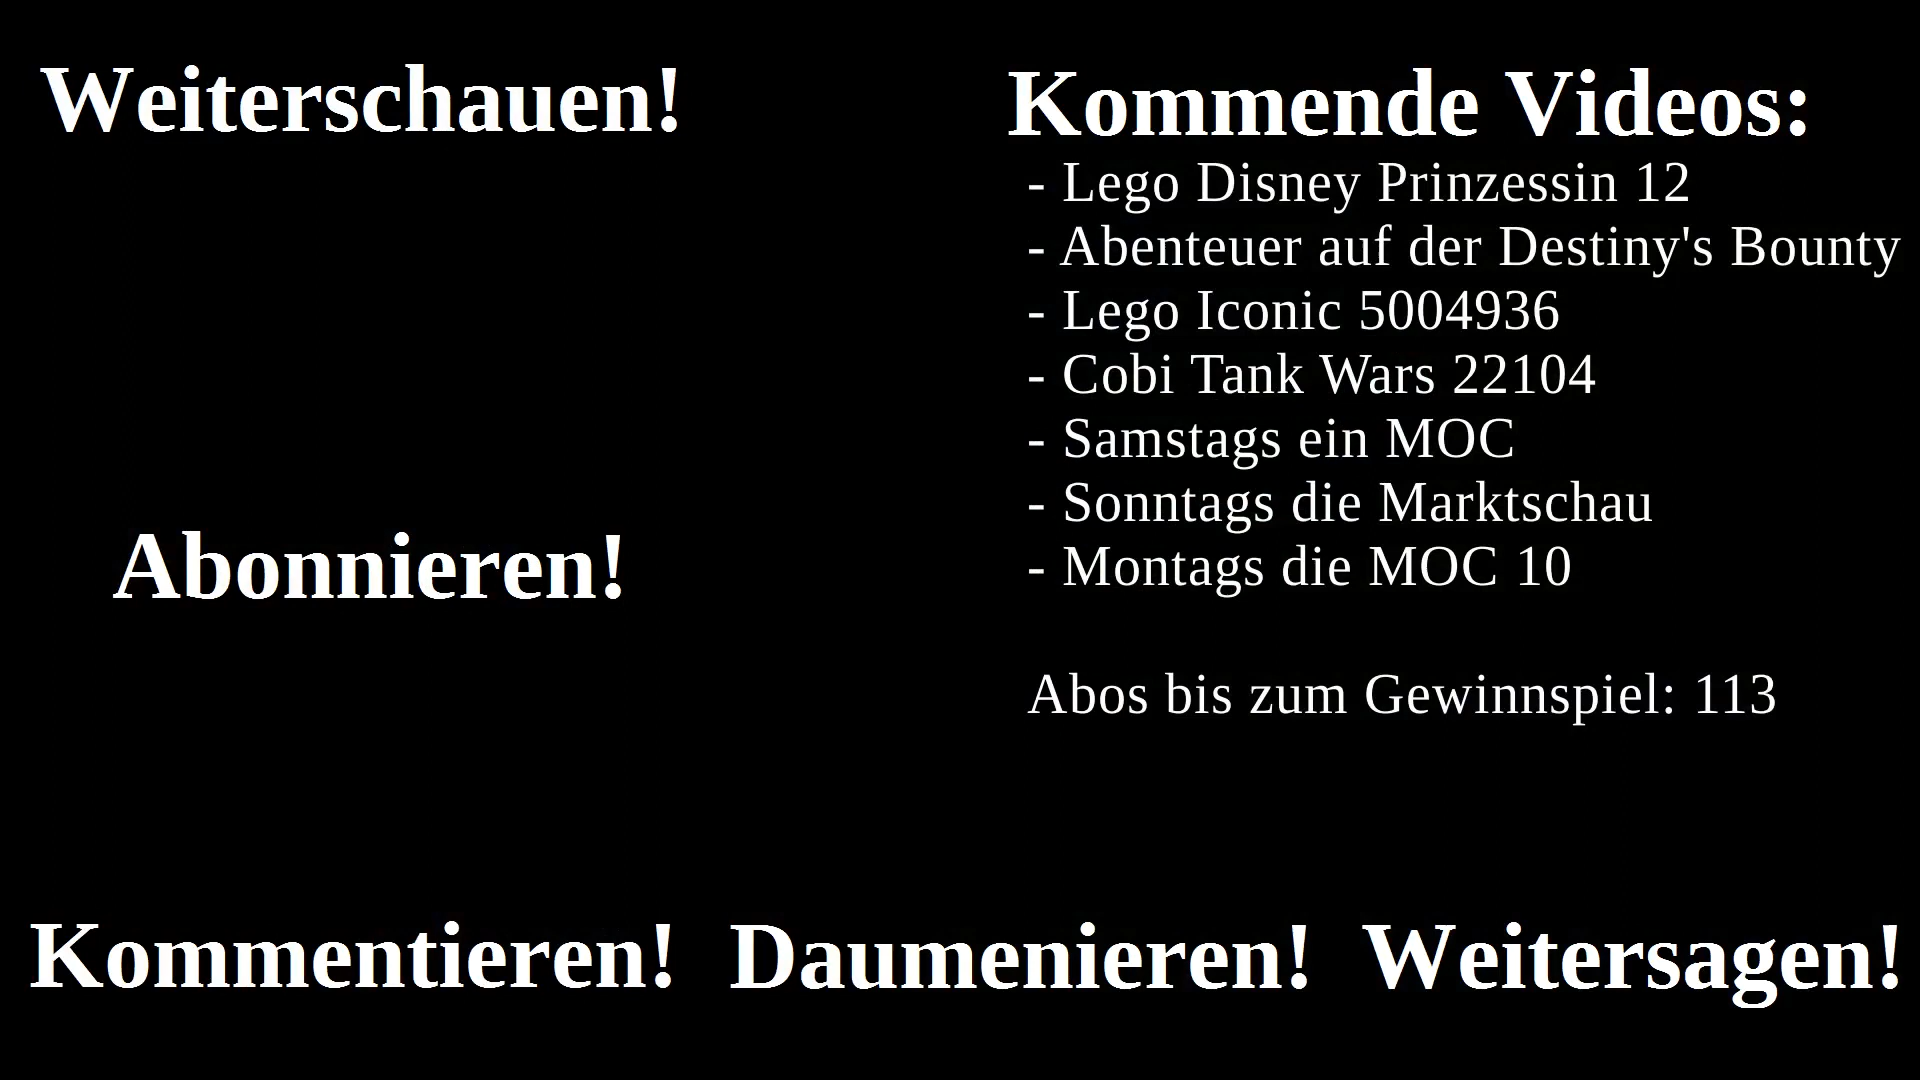 Weiterschauen!
Kommende Videos:
- Lego Disney Prinzessin 12
- Abenteuer auf der Destiny's Bounty
- Lego Iconic 5004936
- Cobi Tank Wars 22104
- Samstags ein MOC
- Sonntags die Marktschau
- Montags die MOC 10
Abos bis zum Gewinnspiel: 113
Abonnieren!
Kommentieren! Daumenieren! Weitersagen!